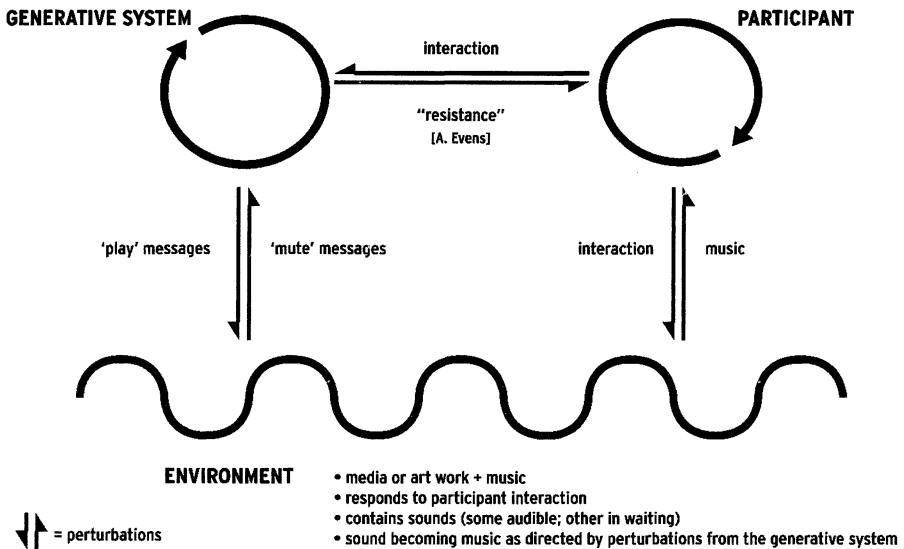 GENERATIVE SYSTEM
PARTICIPANT
interaction
“resistance”
[A. Evens]
‘play’ messages
‘mute’ messages
interaction
music
ENVIRONMENT
• media or art work + music
• responds to participant interaction
• contains sounds (some audible; other in waiting)
• sound becoming music as directed by perturbations from the generative system
= perturbations